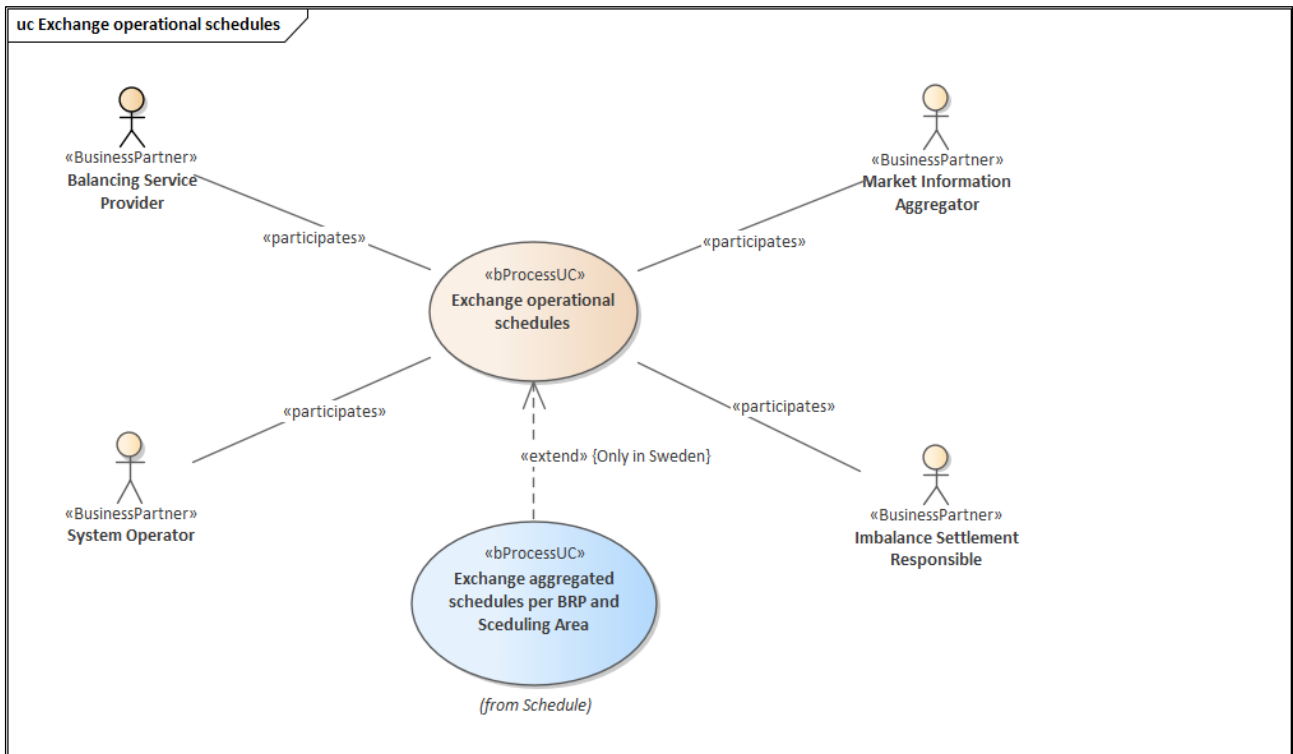 uc Exchange operational schedules
«BusinessPartner»
Balancing Service
Provider
«BusinessPartner»
Market Information
Aggregator
«participates»
«participates»
«bProcessUC»
Exchange operational
schedules
«participates»
«participates»
«BusinessPartner»
System Operator
«extend» {Only in Sweden}
«BusinessPartner»
Imbalance Settlement
Responsible
«bProcessUC»
Exchange aggregated
schedules per BRP and
Sceduling Area
(from Schedule)